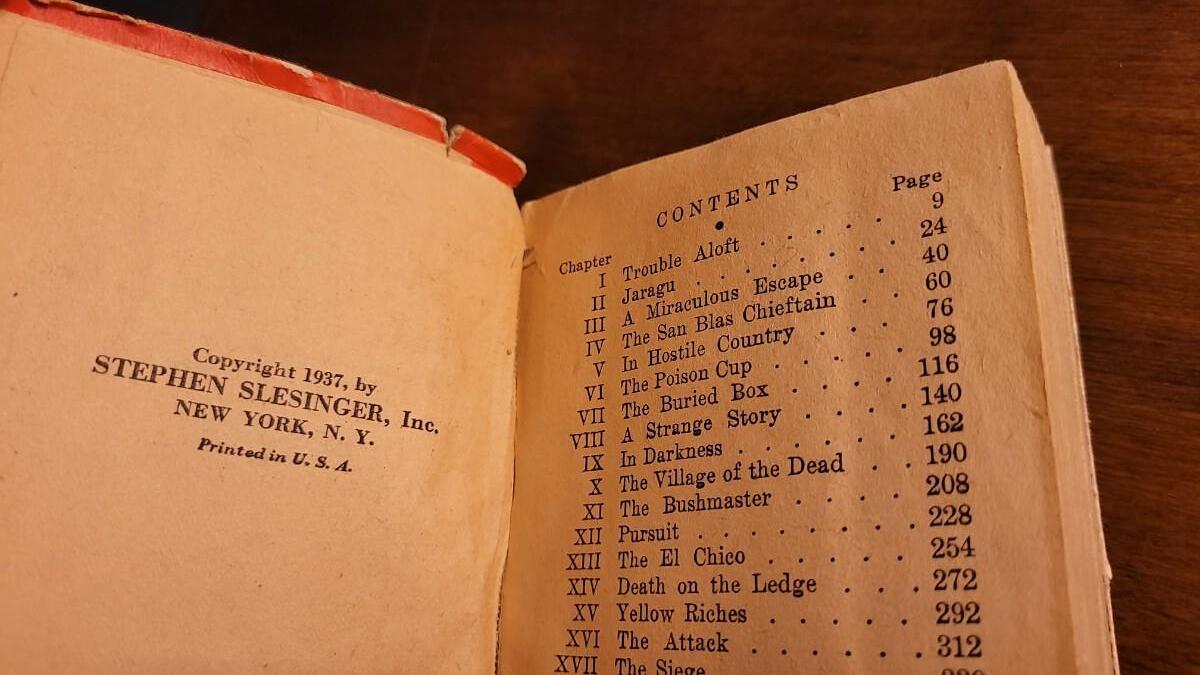 Copyright 1937, by
STEPHEN SLESINGER, Inc.
NEW YORK, N. Y.
Printed in U. S. A.
CONTENTS
Chapter Page
I Trouble Aloft . . . . . 9
II Jaragu . . . . . . . 24
III A Miraculous Escape . . 40
IV The San Blas Chieftain . . 60
V In Hostile Country . . . 76
VI The Poison Cup . . . . . 98
VII The Buried Box . . . . 116
VIII A Strange Story . . . . 140
IX In Darkness . . . . . . 162
X The Village of the Dead . . 190
XI The Bushmaster . . . . 208
XII Pursuit . . . . . . . . 228
XIII The El Chico . . . . . 254
XIV Death on the Ledge . . . 272
XV Yellow Riches . . . . . 292
XVI The Attack . . . . . . . 312
XVII The Siege